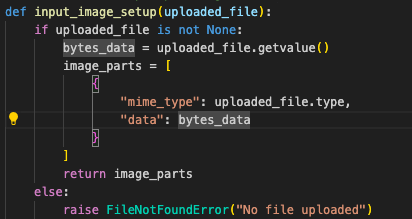 def input_image_setup(uploaded_file):
    if uploaded_file is not None:
        bytes_data = uploaded_file.getvalue()
        image_parts = [
            {
                "mime_type": uploaded_file.type,
                "data": bytes_data
            }
        ]
        return image_parts
    else:
        raise FileNotFoundError("No file uploaded")